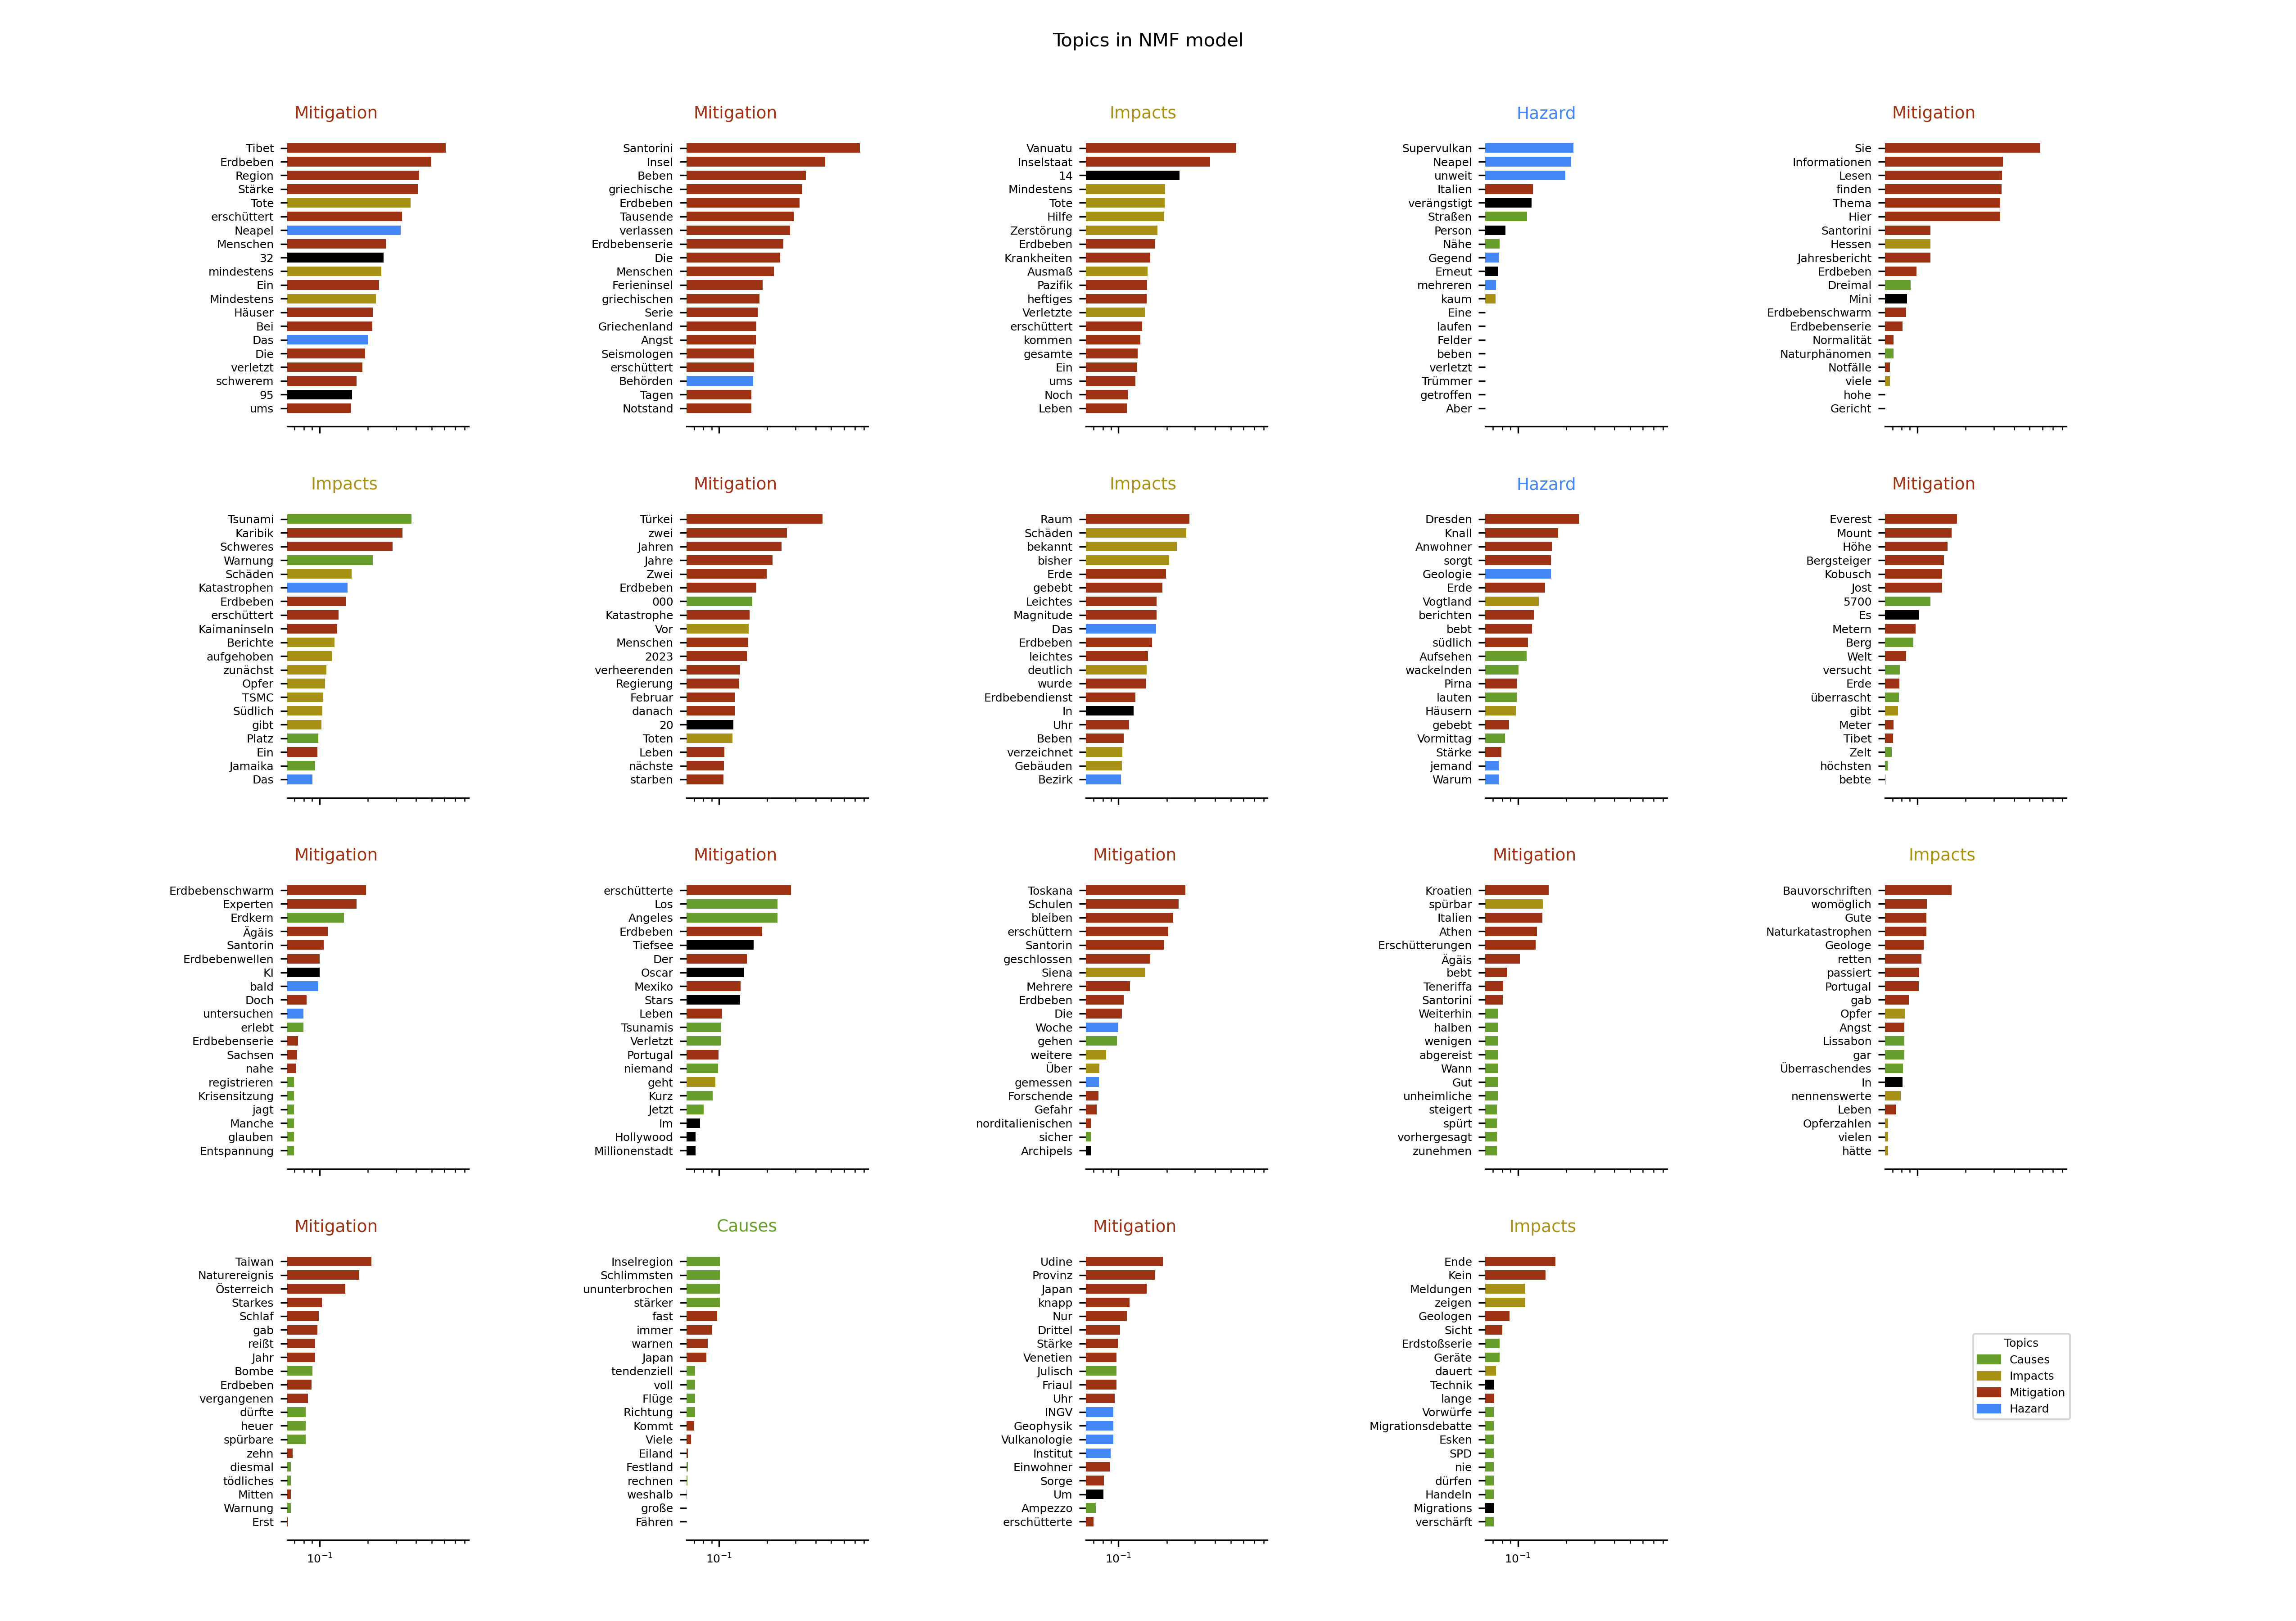 Topics in NMF model
Mitigation
Tibet
Erdbeben
Region
Stärke
Tote
erschüttert
Neapel
Menschen
32
mindestens
Ein
Mindestens
Häuser
Bei
Das
Die
verletzt
schwerem
95
ums
Mitigation
Santorini
Insel
Beben
griechische
Erdbeben
Tausende
verlassen
Erdbebenserie
Die
Menschen
Ferieninsel
griechischen
Serie
Griechenland
Angst
Seismologen
erschüttert
Behörden
Tagen
Notstand
Impacts
Vanuatu
Inselstaat
14
Mindestens
Tote
Hilfe
Zerstörung
Erdbeben
Krankheiten
Ausmaß
Pazifik
heftiges
Verletzte
erschüttert
kommen
gesamte
Ein
ums
Noch
Leben
Hazard
Supervulkan
Neapel
unweit
Italien
verängstigt
Straßen
Person
Nähe
Gegend
Erneut
mehreren
kaum
Eine
laufen
Felder
beben
verletzt
Trümmer
getroffen
Aber
Mitigation
Sie
Informationen
Lesen
finden
Thema
Hier
Santorini
Hessen
Jahresbericht
Erdbeben
Dreimal
Mini
Erdbebenschwarm
Erdbebenserie
Normalität
Naturphänomen
Notfälle
viele
hohe
Gericht
Impacts
Tsunami
Karibik
Schweres
Warnung
Schäden
Katastrophen
Erdbeben
erschüttert
Kaimaninseln
Berichte
aufgehoben
zunächst
Opfer
TSMC
Südlich
gibt
Platz
Ein
Jamaika
Das
Mitigation
Türkei
zwei
Jahren
Jahre
Zwei
Erdbeben
000
Katastrophe
Vor
Menschen
2023
verheerenden
Regierung
Februar
danach
20
Toten
Leben
nächste
starben
Impacts
Raum
Schäden
bekannt
bisher
Erde
gebebt
Leichtes
Magnitude
Das
Erdbeben
leichtes
deutlich
wurde
Erdbebendienst
In
Uhr
Beben
verzeichnet
Gebäuden
Bezirk
Hazard
Dresden
Knall
Anwohner
sorgt
Geologie
Erde
Vogtland
berichten
bebt
südlich
Aufsehen
wackelnden
Pirna
lauten
Häusern
gebebt
Vormittag
Stärke
jemand
Warum
Mitigation
Everest
Mount
Höhe
Bergsteiger
Kobusch
Jost
5700
Es
Metern
Berg
Welt
versucht
Erde
überrascht
gibt
Meter
Tibet
Zelt
höchsten
bebte
Mitigation
Erdbebenschwarm
Experten
Erdkern
Ägäis
Santorin
Erdbebenwellen
KI
bald
Doch
untersuchen
erlebt
Erdbebenserie
Sachsen
nahe
registrieren
Krisensitzung
jagt
Manche
glauben
Entspannung
Mitigation
erschütterte
Los
Angeles
Erdbeben
Tiefsee
Der
Oscar
Mexiko
Stars
Leben
Tsunamis
Verletzt
Portugal
niemand
geht
Kurz
Jetzt
Im
Hollywood
Millionenstadt
Mitigation
Toskana
Schulen
bleiben
erschüttern
Santorin
geschlossen
Siena
Mehrere
Erdbeben
Die
Woche
gehen
weitere
Über
gemessen
Forschende
Gefahr
norditalienischen
sicher
Archipels
Mitigation
Kroatien
spürbar
Italien
Athen
Erschütterungen
Ägäis
bebt
Teneriffa
Santorini
Weiterhin
halben
wenigen
abgereist
Wann
Gut
unheimliche
steigert
spürt
vorhergesagt
zunehmen
Impacts
Bauvorschriften
womöglich
Gute
Naturkatastrophen
Geologe
retten
passiert
Portugal
gab
Opfer
Angst
Lissabon
gar
Überraschendes
In
nennenswerte
Leben
Opferzahlen
vielen
hätte
Mitigation
Taiwan
Naturereignis
Österreich
Starkes
Schlaf
gab
reißt
Jahr
Bombe
Erdbeben
vergangenen
dürfte
heuer
spürbare
zehn
diesmal
tödliches
Mitten
Warnung
Erst
10⁻¹
Causes
Inselregion
Schlimmsten
ununterbrochen
stärker
fast
immer
warnen
Japan
tendenziell
voll
Flüge
Richtung
Kommt
Viele
Eiland
Festland
rechnen
weshalb
große
Fähren
10⁻¹
Mitigation
Udine
Provinz
Japan
knapp
Nur
Drittel
Stärke
Venetien
Julisch
Friaul
Uhr
INGV
Geophysik
Vulkanologie
Institut
Einwohner
Sorge
Um
Ampezzo
erschütterte
10⁻¹
Impacts
Ende
Kein
Meldungen
zeigen
Geologen
Sicht
Erdstoßserie
Geräte
dauert
Technik
lange
Vorwürfe
Migrationsdebatte
Esken
SPD
nie
dürfen
Handeln
Migrations
verschärft
10⁻¹
Topics
Causes
Impacts
Mitigation
Hazard